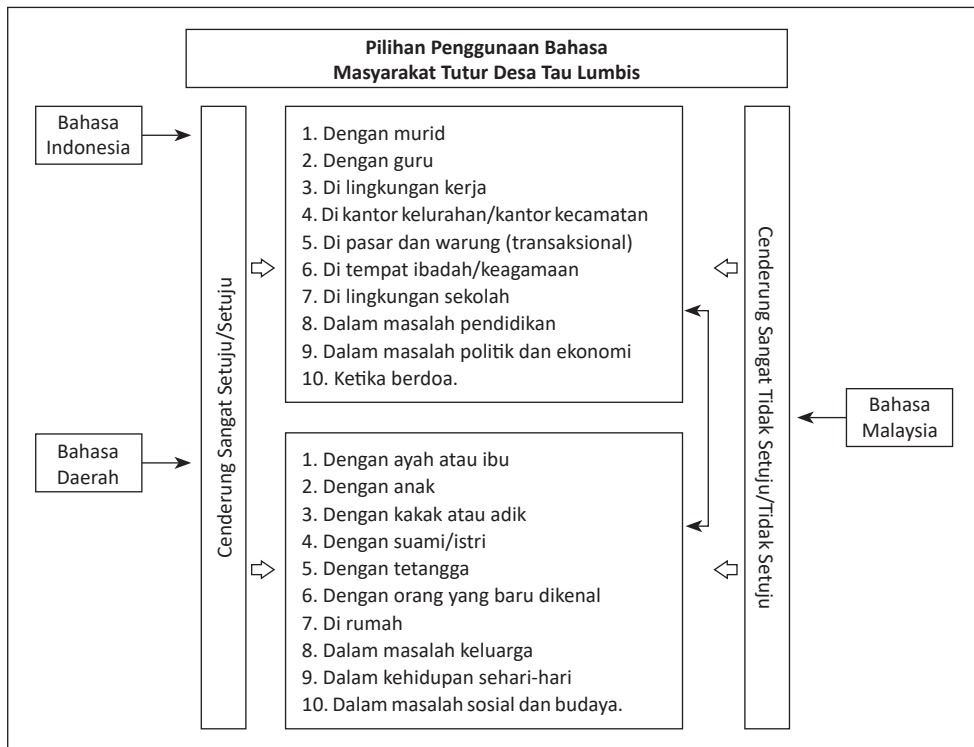 Pilihan Penggunaan Bahasa
Masyarakat Tutur Desa Tau Lumbis
Bahasa
Indonesia
Cenderung Sangat Setuju/Setuju
1. Dengan murid
2. Dengan guru
3. Di lingkungan kerja
4. Di kantor kelurahan/kantor kecamatan
5. Di pasar dan warung (transaksional)
6. Di tempat ibadah/keagamaan
7. Di lingkungan sekolah
8. Dalam masalah pendidikan
9. Dalam masalah politik dan ekonomi
10. Ketika berdoa.
Cenderung Sangat Tidak Setuju/Tidak Setuju
Bahasa
Malaysia
Bahasa
Daerah
1. Dengan ayah atau ibu
2. Dengan anak
3. Dengan kakak atau adik
4. Dengan suami/istri
5. Dengan tetangga
6. Dengan orang yang baru dikenal
7. Di rumah
8. Dalam masalah keluarga
9. Dalam kehidupan sehari-hari
10. Dalam masalah sosial dan budaya.